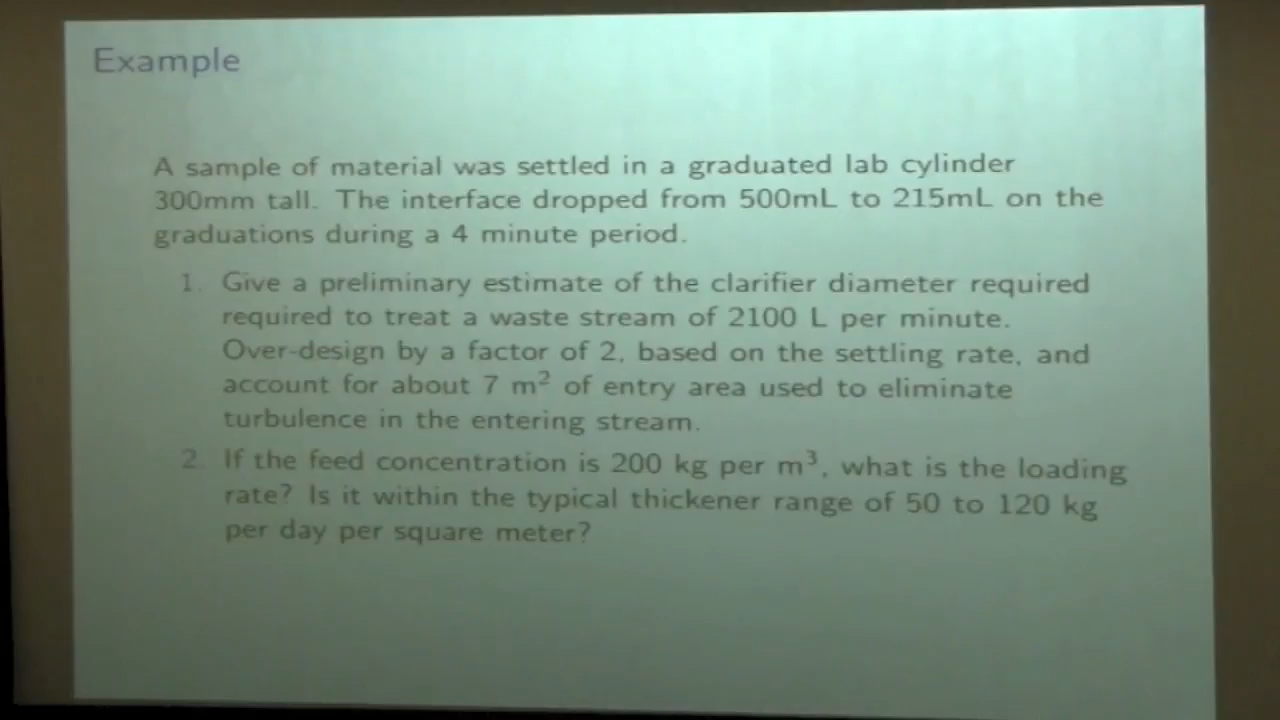 Example
A sample of material was settled in a graduated lab cylinder
300mm tall. The interface dropped from 500mL to 215mL on the
graduations during a 4 minute period.
1. Give a preliminary estimate of the clarifier diameter required
required to treat a waste stream of 2100 L per minute.
Over-design by a factor of 2, based on the settling rate, and
account for about 7 m² of entry area used to eliminate
turbulence in the entering stream.
2. If the feed concentration is 200 kg per m³, what is the loading
rate? Is it within the typical thickener range of 50 to 120 kg
per day per square meter?